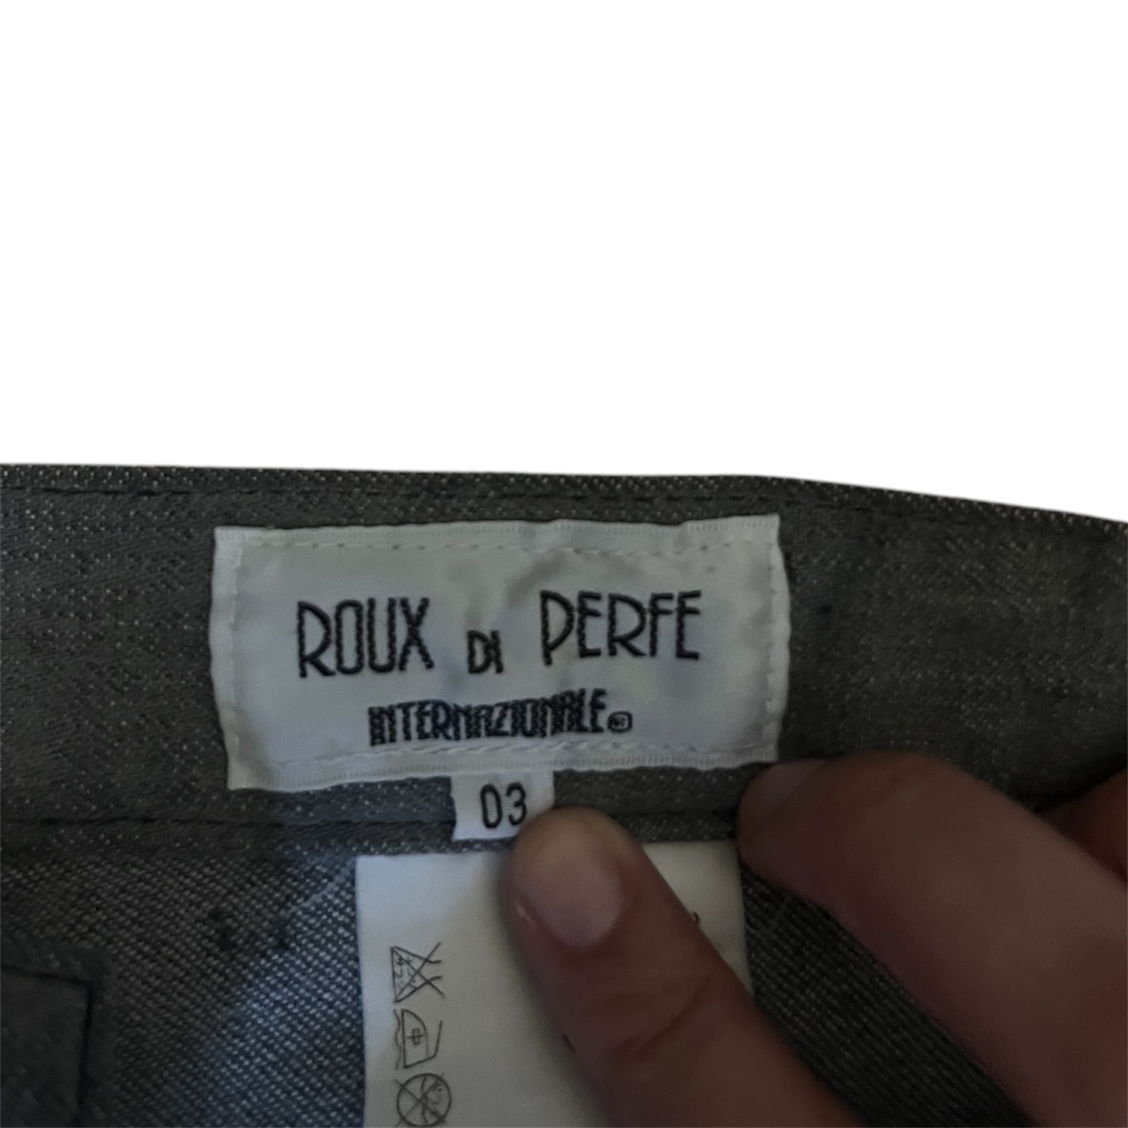 ROUX DI PERFE
INTERNAZIONALE
03